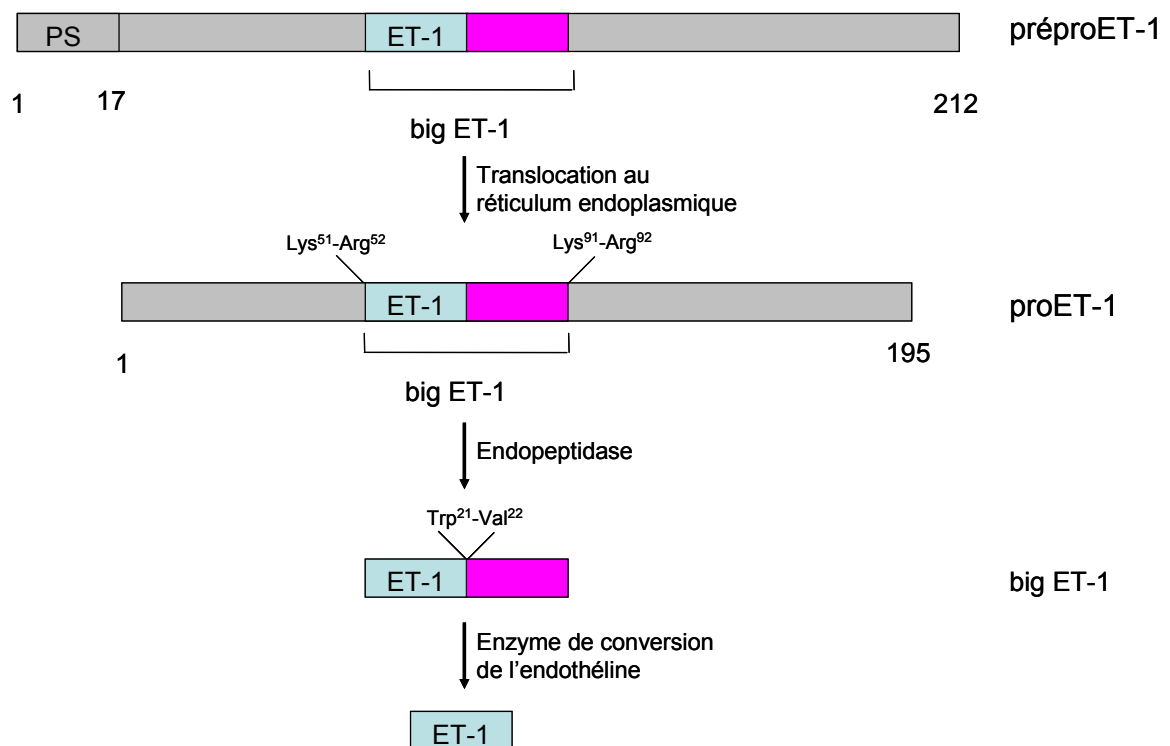 PS
ET-1
préproET-1
1
17
212
big ET-1
Translocation au
réticulum endoplasmique
Lys⁵¹-Arg⁵²
Lys⁹¹-Arg⁹²
ET-1
proET-1
1
195
big ET-1
Endopeptidase
Trp²¹-Val²²
ET-1
big ET-1
Enzyme de conversion
de l'endothéline
ET-1